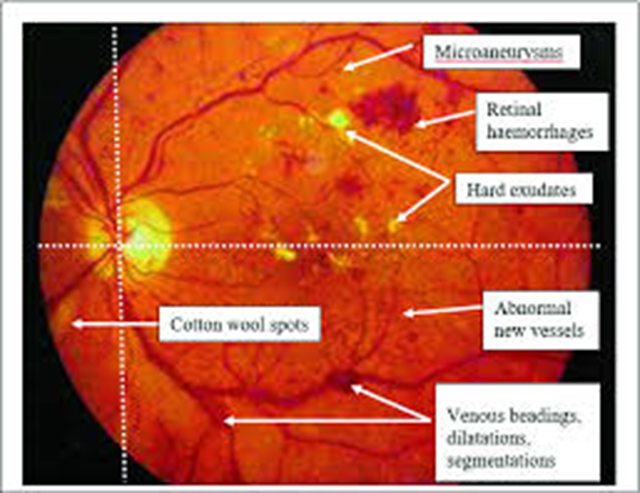 Microaneurysms
Retinal
haemorrhages
Hard exudates
Abnormal
new vessels
Cotton wool spots
Venous beadings,
dilatations,
segmentations